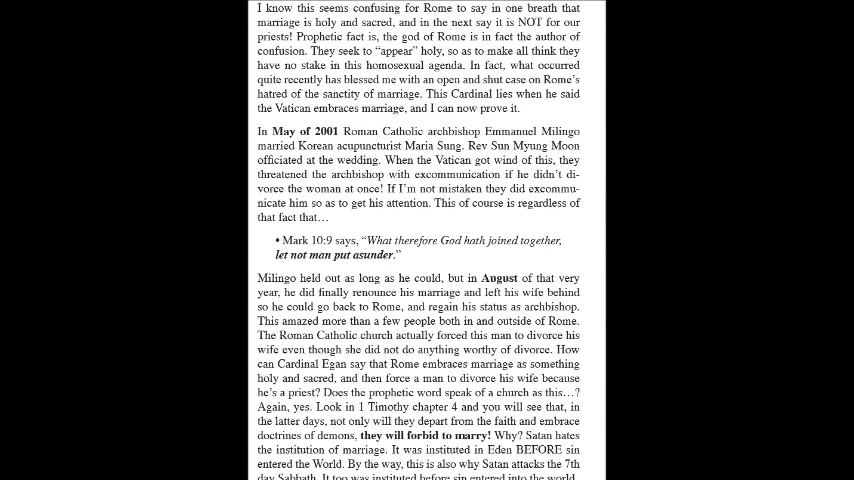 I know this seems confusing for Rome to say in one breath that
marriage is holy and sacred, and in the next say it is NOT for our
priests! Prophetic fact is, the god of Rome is in fact the author of
confusion. They seek to “appear” holy, so as to make all think they
have no stake in this homosexual agenda. In fact, what occurred
quite recently has blessed me with an open and shut case on Rome’s
hatred of the sanctity of marriage. This Cardinal lies when he said
the Vatican embraces marriage, and I can now prove it.
In May of 2001 Roman Catholic archbishop Emmanuel Milingo
married Korean acupuncturist Maria Sung. Rev Sun Myung Moon
officiated at the wedding. When the Vatican got wind of this, they
threatened the archbishop with excommunication if he didn’t di-
vorce the woman at once! If I’m not mistaken they did excommu-
nicate him so as to get his attention. This of course is regardless of
that fact that…
• Mark 10:9 says, “What therefore God hath joined together,
let not man put asunder.”
Milingo held out as long as he could, but in August of that very
year, he did finally renounce his marriage and left his wife behind
so he could go back to Rome, and regain his status as archbishop.
This amazed more than a few people both in and outside of Rome.
The Roman Catholic church actually forced this man to divorce his
wife even though she did not do anything worthy of divorce. How
can Cardinal Egan say that Rome embraces marriage as something
holy and sacred, and then force a man to divorce his wife because
he’s a priest? Does the prophetic word speak of a church as this…?
Again, yes. Look in 1 Timothy chapter 4 and you will see that, in
the latter days, not only will they depart from the faith and embrace
doctrines of demons, they will forbid to marry! Why? Satan hates
the institution of marriage. It was instituted in Eden BEFORE sin
entered the World. By the way, this is also why Satan attacks the 7th
day Sabbath. It too was instituted before sin entered into the world.